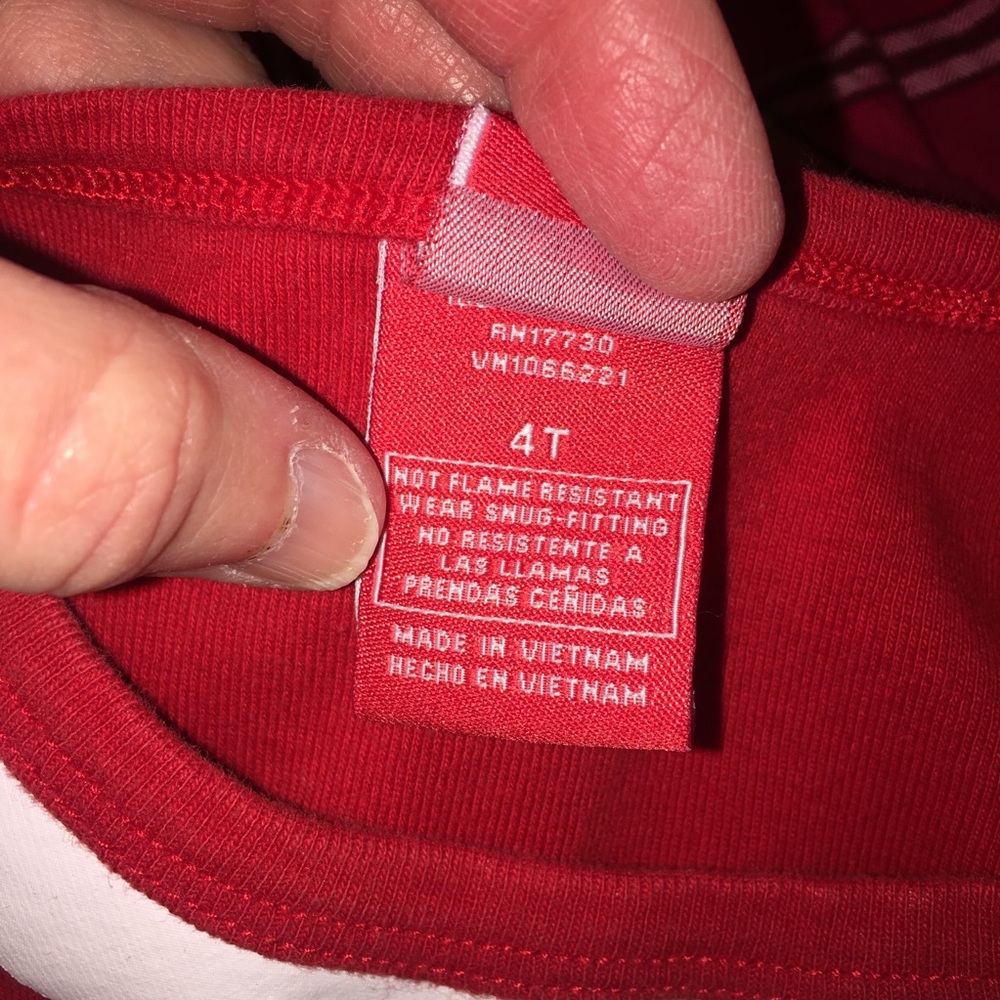 RN17730
VN1066221
4T
NOT FLAME RESISTANT
WEAR SNUG-FITTING
NO RESISTENTE A
LAS LLAMAS
PRENDAS CEÑIDAS
MADE IN VIETNAM
HECHO EN VIETNAM